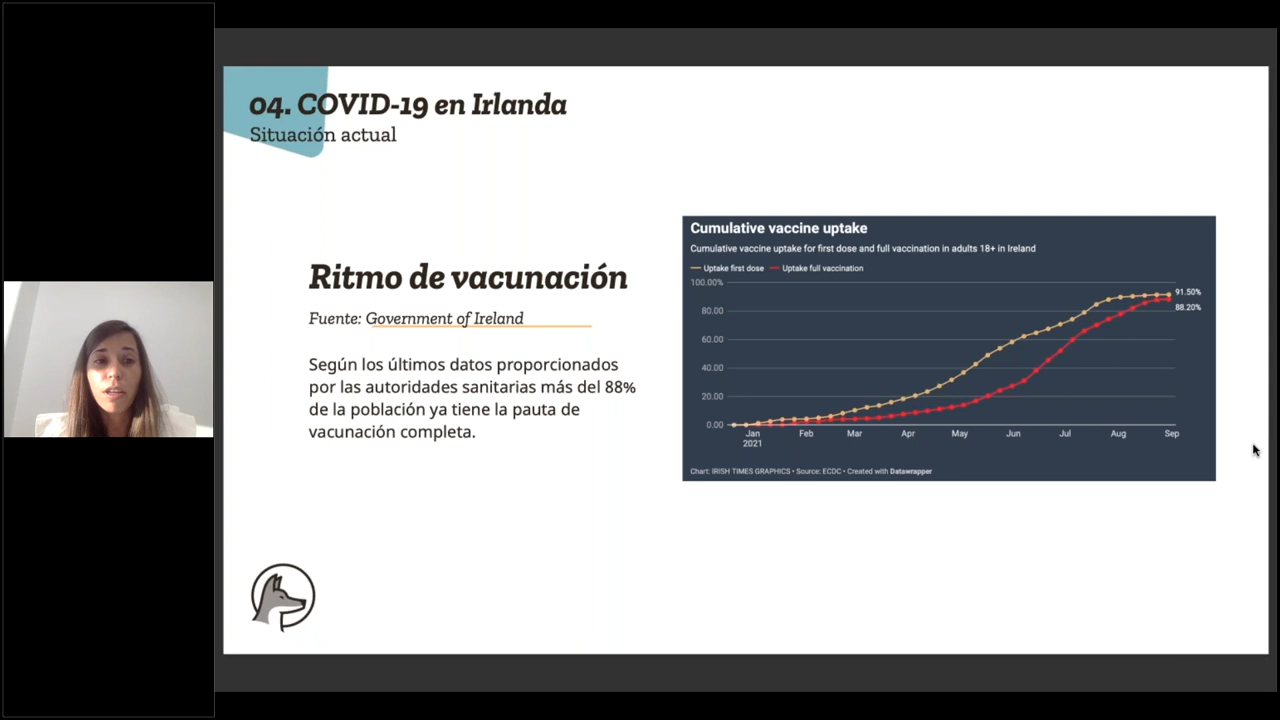 04. COVID-19 en Irlanda
Situación actual
Ritmo de vacunación
Fuente: Government of Ireland
Según los últimos datos proporcionados
por las autoridades sanitarias más del 88%
de la población ya tiene la pauta de
vacunación completa.
Cumulative vaccine uptake
Cumulative vaccine uptake for first dose and full vaccination in adults 18+ in Ireland
Uptake first dose Uptake full vaccination
100.00%
80.00
60.00
40.00
20.00
0.00
91.50%
88.20%
Jan Feb Mar Apr May Jun Jul Aug Sep
2021
Chart: IRISH TIMES GRAPHICS • Source: ECDC • Created with Datawrapper